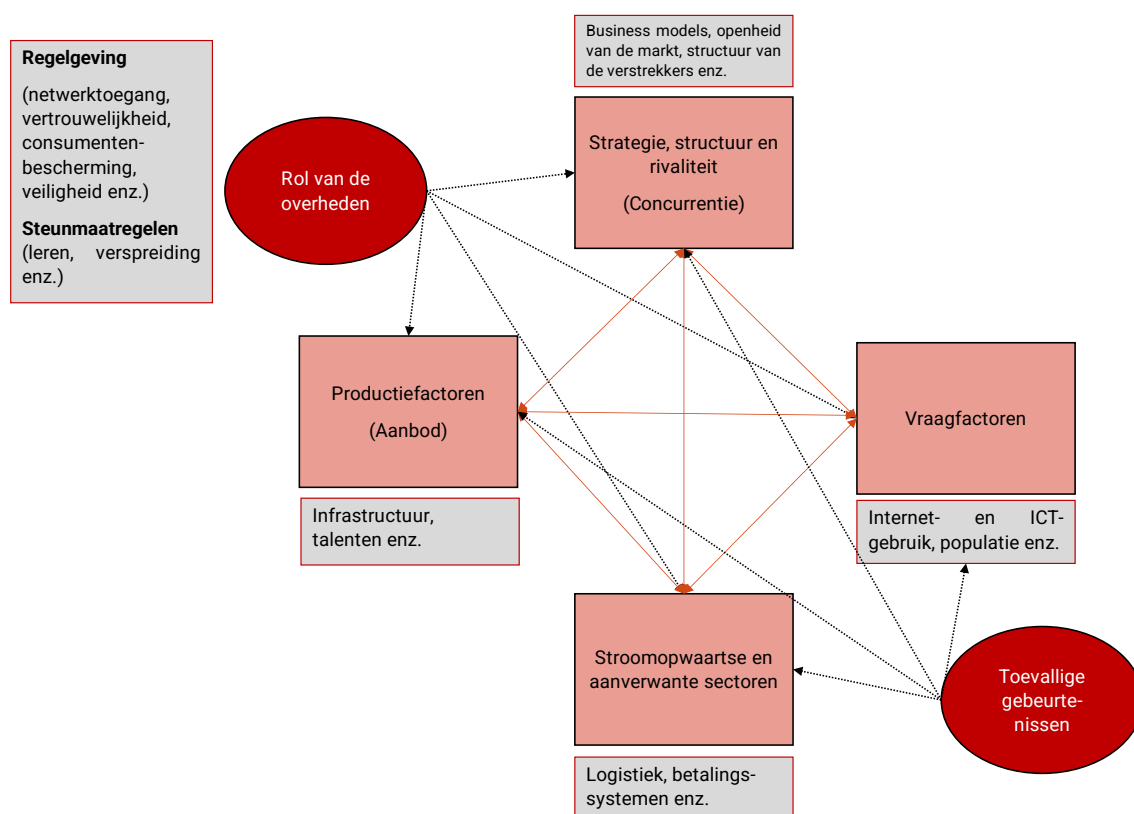 Business models, openheid
van de markt, structuur van
de verstrekkers enz.
Regelgeving
(netwerktoegang,
vertrouwelijkheid,
consumenten-
bescherming,
veiligheid enz.)
Steunmaatregelen
(leren, verspreiding
enz.)
Rol van de
overheden
Strategie, structuur en
rivaliteit
(Concurrentie)
Productiefactoren
(Aanbod)
Vraagfactoren
Infrastructuur,
talenten enz.
Internet- en ICT-
gebruik, populatie enz.
Stroomopwaartse en
aanverwante sectoren
Toevallige
gebeurte-
nissen
Logistiek, betalings-
systemen enz.